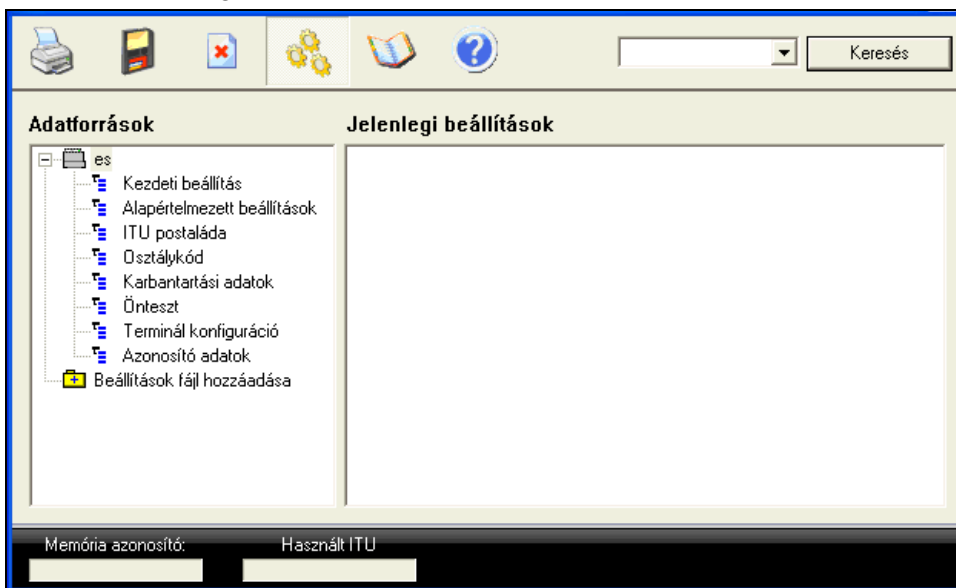 Keresés
Adatforrások
Jelenlegi beállítások
es
Kezdeti beállítás
Alapértelmezett beállítások
ITU postaláda
Osztálykód
Karbantartási adatok
Önteszt
Terminál konfiguráció
Azonosító adatok
Beállítások fájl hozzáadása
Memória azonosító:
Használt ITU